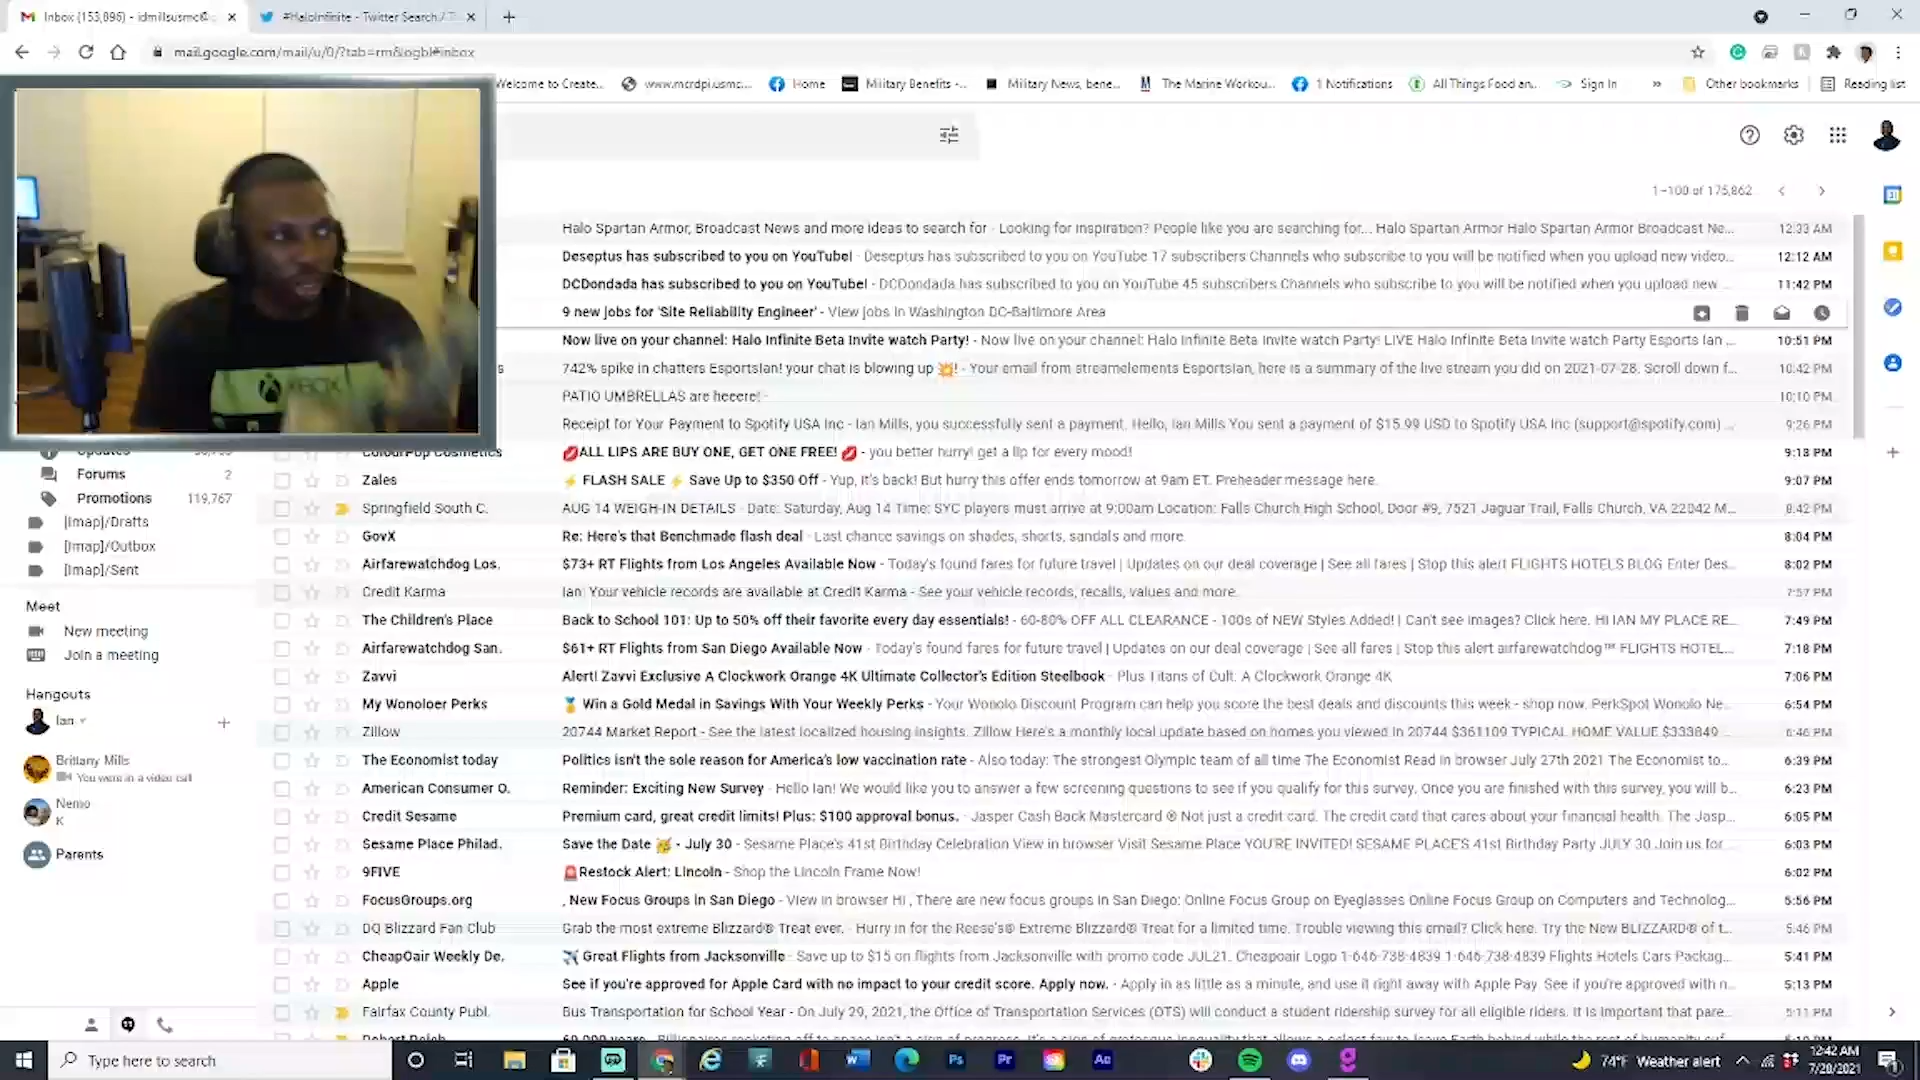 Inbox (153,896) - idmillsusmc@
#HaloInfinite - Twitter Search / T
mail.google.com/mail/u/0/?tab=rm&ogbl#inbox
Welcome to Create...
www.mcrdpi.usmc...
Home
Military Benefits -...
Military News, bene...
The Marine Workou...
1 Notifications
All Things Food an...
Sign In
Other bookmarks
Reading list
1–100 of 175,862
Halo Spartan Armor, Broadcast News and more ideas to search for - Looking for inspiration? People like you are searching for... Halo Spartan Armor Halo Spartan Armor Broadcast Ne... 12:33 AM
Deseptus has subscribed to you on YouTube! - Deseptus has subscribed to you on YouTube 17 subscribers Channels who subscribe to you will be notified when you upload new video... 12:12 AM
DCDondada has subscribed to you on YouTube! - DCDondada has subscribed to you on YouTube 45 subscribers Channels who subscribe to you will be notified when you upload new ... 11:42 PM
9 new jobs for 'Site Reliability Engineer' - View jobs in Washington DC-Baltimore Area
Now live on your channel: Halo Infinite Beta Invite watch Party! - Now live on your channel: Halo Infinite Beta Invite watch Party! LIVE Halo Infinite Beta Invite watch Party Esports Ian ... 10:51 PM
742% spike in chatters EsportsIan! your chat is blowing up 💥! - Your email from streamelements EsportsIan, here is a summary of the live stream you did on 2021-07-28. Scroll down f... 10:42 PM
PATIO UMBRELLAS are heeere! - 10:10 PM
Receipt for Your Payment to Spotify USA Inc - Ian Mills, you successfully sent a payment. Hello, Ian Mills You sent a payment of $15.99 USD to Spotify USA Inc (support@spotify.com) ... 9:26 PM
XBOX
Updates
ColourPop Cosmetics 💋ALL LIPS ARE BUY ONE, GET ONE FREE! 💋 - you better hurry! get a lip for every mood! 9:13 PM
Forums 2
Zales ⚡ FLASH SALE ⚡ Save Up to $350 Off - Yup, it's back! But hurry this offer ends tomorrow at 9am ET. Preheader message here. 9:07 PM
Promotions 119,767
Springfield South C. AUG 14 WEIGH-IN DETAILS - Date: Saturday, Aug 14 Time: SYC players must arrive at 9:00am Location: Falls Church High School, Door #9, 7521 Jaguar Trail, Falls Church, VA 22042 M... 8:42 PM
[Imap]/Drafts
GovX Re: Here's that Benchmade flash deal - Last chance savings on shades, shorts, sandals and more. 8:04 PM
[Imap]/Outbox
Airfarewatchdog Los. $73+ RT Flights from Los Angeles Available Now - Today's found fares for future travel | Updates on our deal coverage | See all fares | Stop this alert FLIGHTS HOTELS BLOG Enter Des... 8:02 PM
[Imap]/Sent
Credit Karma Ian: Your vehicle records are available at Credit Karma - See your vehicle records, recalls, values and more. 7:57 PM
Meet
The Children's Place Back to School 101: Up to 50% off their favorite every day essentials! - 60-80% OFF ALL CLEARANCE - 100s of NEW Styles Added! | Can't see images? Click here. HI IAN MY PLACE RE... 7:49 PM
New meeting
Airfarewatchdog San. $61+ RT Flights from San Diego Available Now - Today's found fares for future travel | Updates on our deal coverage | See all fares | Stop this alert airfarewatchdog™ FLIGHTS HOTEL... 7:18 PM
Join a meeting
Zavvi Alert! Zavvi Exclusive A Clockwork Orange 4K Ultimate Collector's Edition Steelbook - Plus Titans of Cult: A Clockwork Orange 4K 7:06 PM
Hangouts
My Wonoloer Perks 🏅 Win a Gold Medal in Savings With Your Weekly Perks - Your Wonolo Discount Program can help you score the best deals and discounts this week - shop now. PerkSpot Wonolo Ne... 6:54 PM
Ian
Zillow 20744 Market Report - See the latest localized housing insights. Zillow Here's a monthly local update based on homes you viewed in 20744 $361109 TYPICAL HOME VALUE $333849 ... 6:46 PM
Brittany Mills
You were in a video call
The Economist today Politics isn't the sole reason for America's low vaccination rate - Also today: The strongest Olympic team of all time The Economist Read in browser July 27th 2021 The Economist to... 6:39 PM
American Consumer O. Reminder: Exciting New Survey - Hello Ian! We would like you to answer a few screening questions to see if you qualify for this survey. Once you are finished with this survey, you will b... 6:23 PM
Nemo
K
Credit Sesame Premium card, great credit limits! Plus: $100 approval bonus. - Jasper Cash Back Mastercard ® Not just a credit card. The credit card that cares about your financial health. The Jasp... 6:05 PM
Parents
Sesame Place Philad. Save the Date 🥳 - July 30 - Sesame Place's 41st Birthday Celebration View in browser Visit Sesame Place YOU'RE INVITED! SESAME PLACE'S 41st Birthday Party JULY 30 Join us for ... 6:03 PM
9FIVE 🚨Restock Alert: Lincoln - Shop the Lincoln Frame Now! 6:02 PM
FocusGroups.org , New Focus Groups in San Diego - View in browser Hi , There are new focus groups in San Diego: Online Focus Group on Eyeglasses Online Focus Group on Computers and Technolog... 5:56 PM
DQ Blizzard Fan Club Grab the most extreme Blizzard® Treat ever. - Hurry in for the Reese's® Extreme Blizzard® Treat for a limited time. Trouble viewing this email? Click here. Try the New BLIZZARD® of t... 5:46 PM
CheapOair Weekly De. ✈️ Great Flights from Jacksonville - Save up to $15 on flights from Jacksonville with promo code JUL21. Cheapoair Logo 1-646-738-4839 1-646-738-4839 Flights Hotels Cars Packag... 5:41 PM
Apple See if you're approved for Apple Card with no impact to your credit score. Apply now. - Apply in as little as a minute, and use it right away with Apple Pay. See if you're approved with n... 5:13 PM
Fairfax County Publ. Bus Transportation for School Year - On July 29, 2021, the Office of Transportation Services (OTS) will conduct a student ridership survey for all eligible riders. It is important that pare... 5:11 PM
Type here to search
74°F Weather alert
12:42 AM
7/28/2021